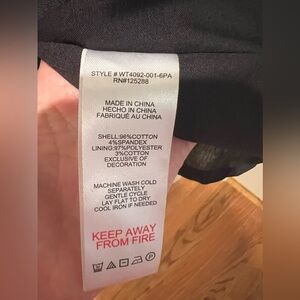 STYLE # WT4092-001-6PA
RN#125288
MADE IN CHINA
HECHO EN CHINA
FABRIQUÉ AU CHINA
SHELL:96%COTTON
4%SPANDEX
LINING:97%POLYESTER
3%COTTON
EXCLUSIVE OF
DECORATION
MACHINE WASH COLD
SEPARATELY
GENTLE CYCLE
LAY FLAT TO DRY
COOL IRON IF NEEDED
KEEP AWAY
FROM FIRE